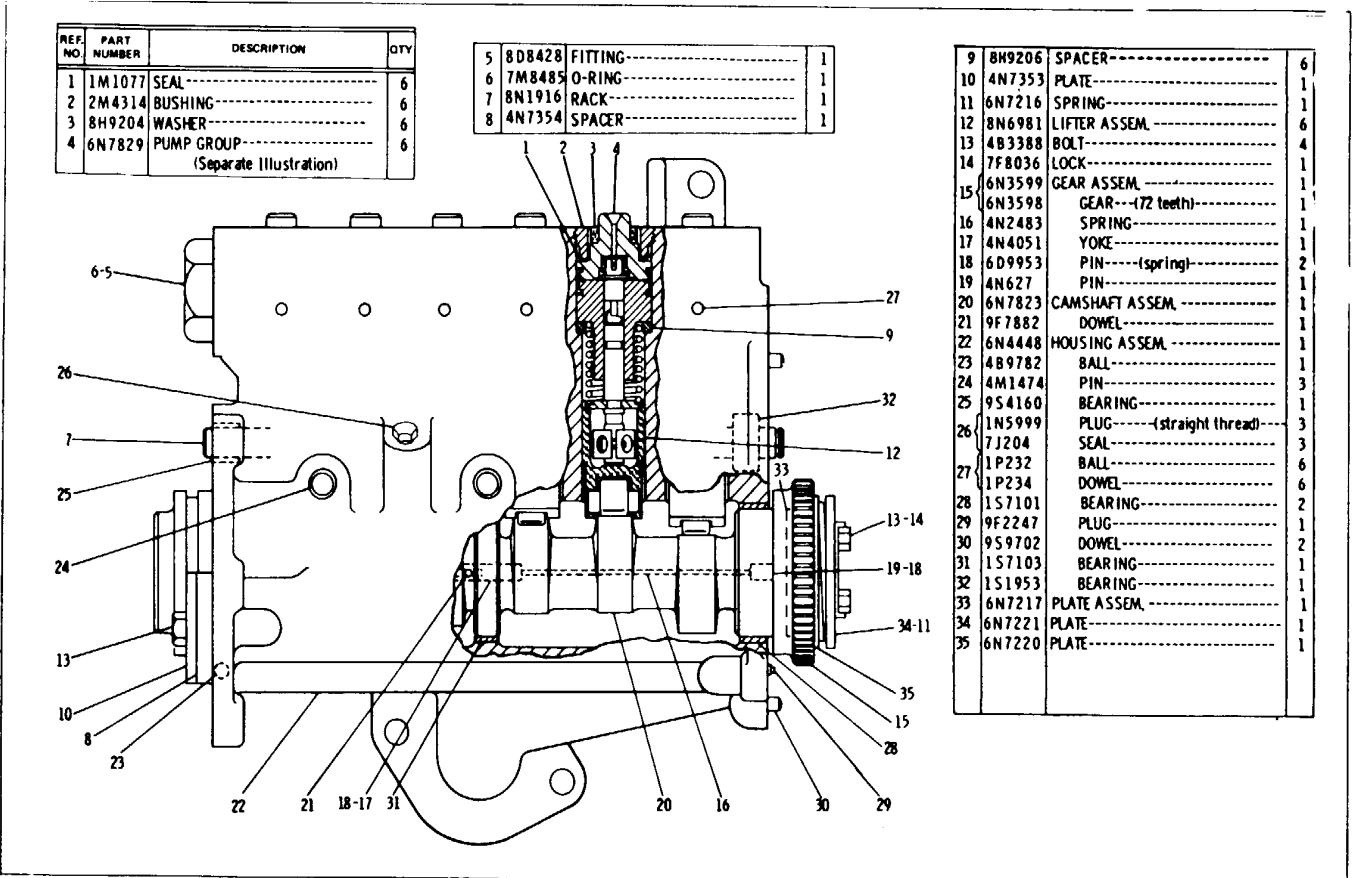 REF. NO. PART NUMBER DESCRIPTION QTY
1 1M1077 SEAL 6
2 2M4314 BUSHING 6
3 8H9204 WASHER 6
4 6N7829 PUMP GROUP 6
(Separate Illustration)
5 8D8428 FITTING 1
6 7M8485 O-RING 1
7 8N1916 RACK 1
8 4N7354 SPACER 1
9 8H9206 SPACER 6
10 4N7353 PLATE 1
11 6N7216 SPRING 1
12 8N6981 LIFTER ASSEM. 6
13 4B3388 BOLT 4
14 7F8036 LOCK 1
15 6N3599 GEAR ASSEM. 1
6N3598 GEAR---(72 teeth) 1
16 4N2483 SPRING 1
17 4N4051 YOKE 1
18 6D9953 PIN-----(spring) 2
19 4N627 PIN 1
20 6N7823 CAMSHAFT ASSEM. 1
21 9F7882 DOWEL 1
22 6N4448 HOUSING ASSEM. 1
23 4B9782 BALL 1
24 4M1474 PIN 3
25 9S4160 BEARING 1
26 1N5999 PLUG-----(straight thread)--- 3
7J204 SEAL 3
27 1P232 BALL 6
1P234 DOWEL 6
28 1S7101 BEARING 2
29 9F2247 PLUG 1
30 9S9702 DOWEL 2
31 1S7103 BEARING 1
32 1S1953 BEARING 1
33 6N7217 PLATE ASSEM. 1
34 6N7221 PLATE 1
35 6N7220 PLATE 1
1 2 3 4
6-5
27
9
26
32
7
12
25
33
13-14
24
19-18
13
34-11
10
35
8
15
23
28
22
21
18-17
31
20
16
30
29